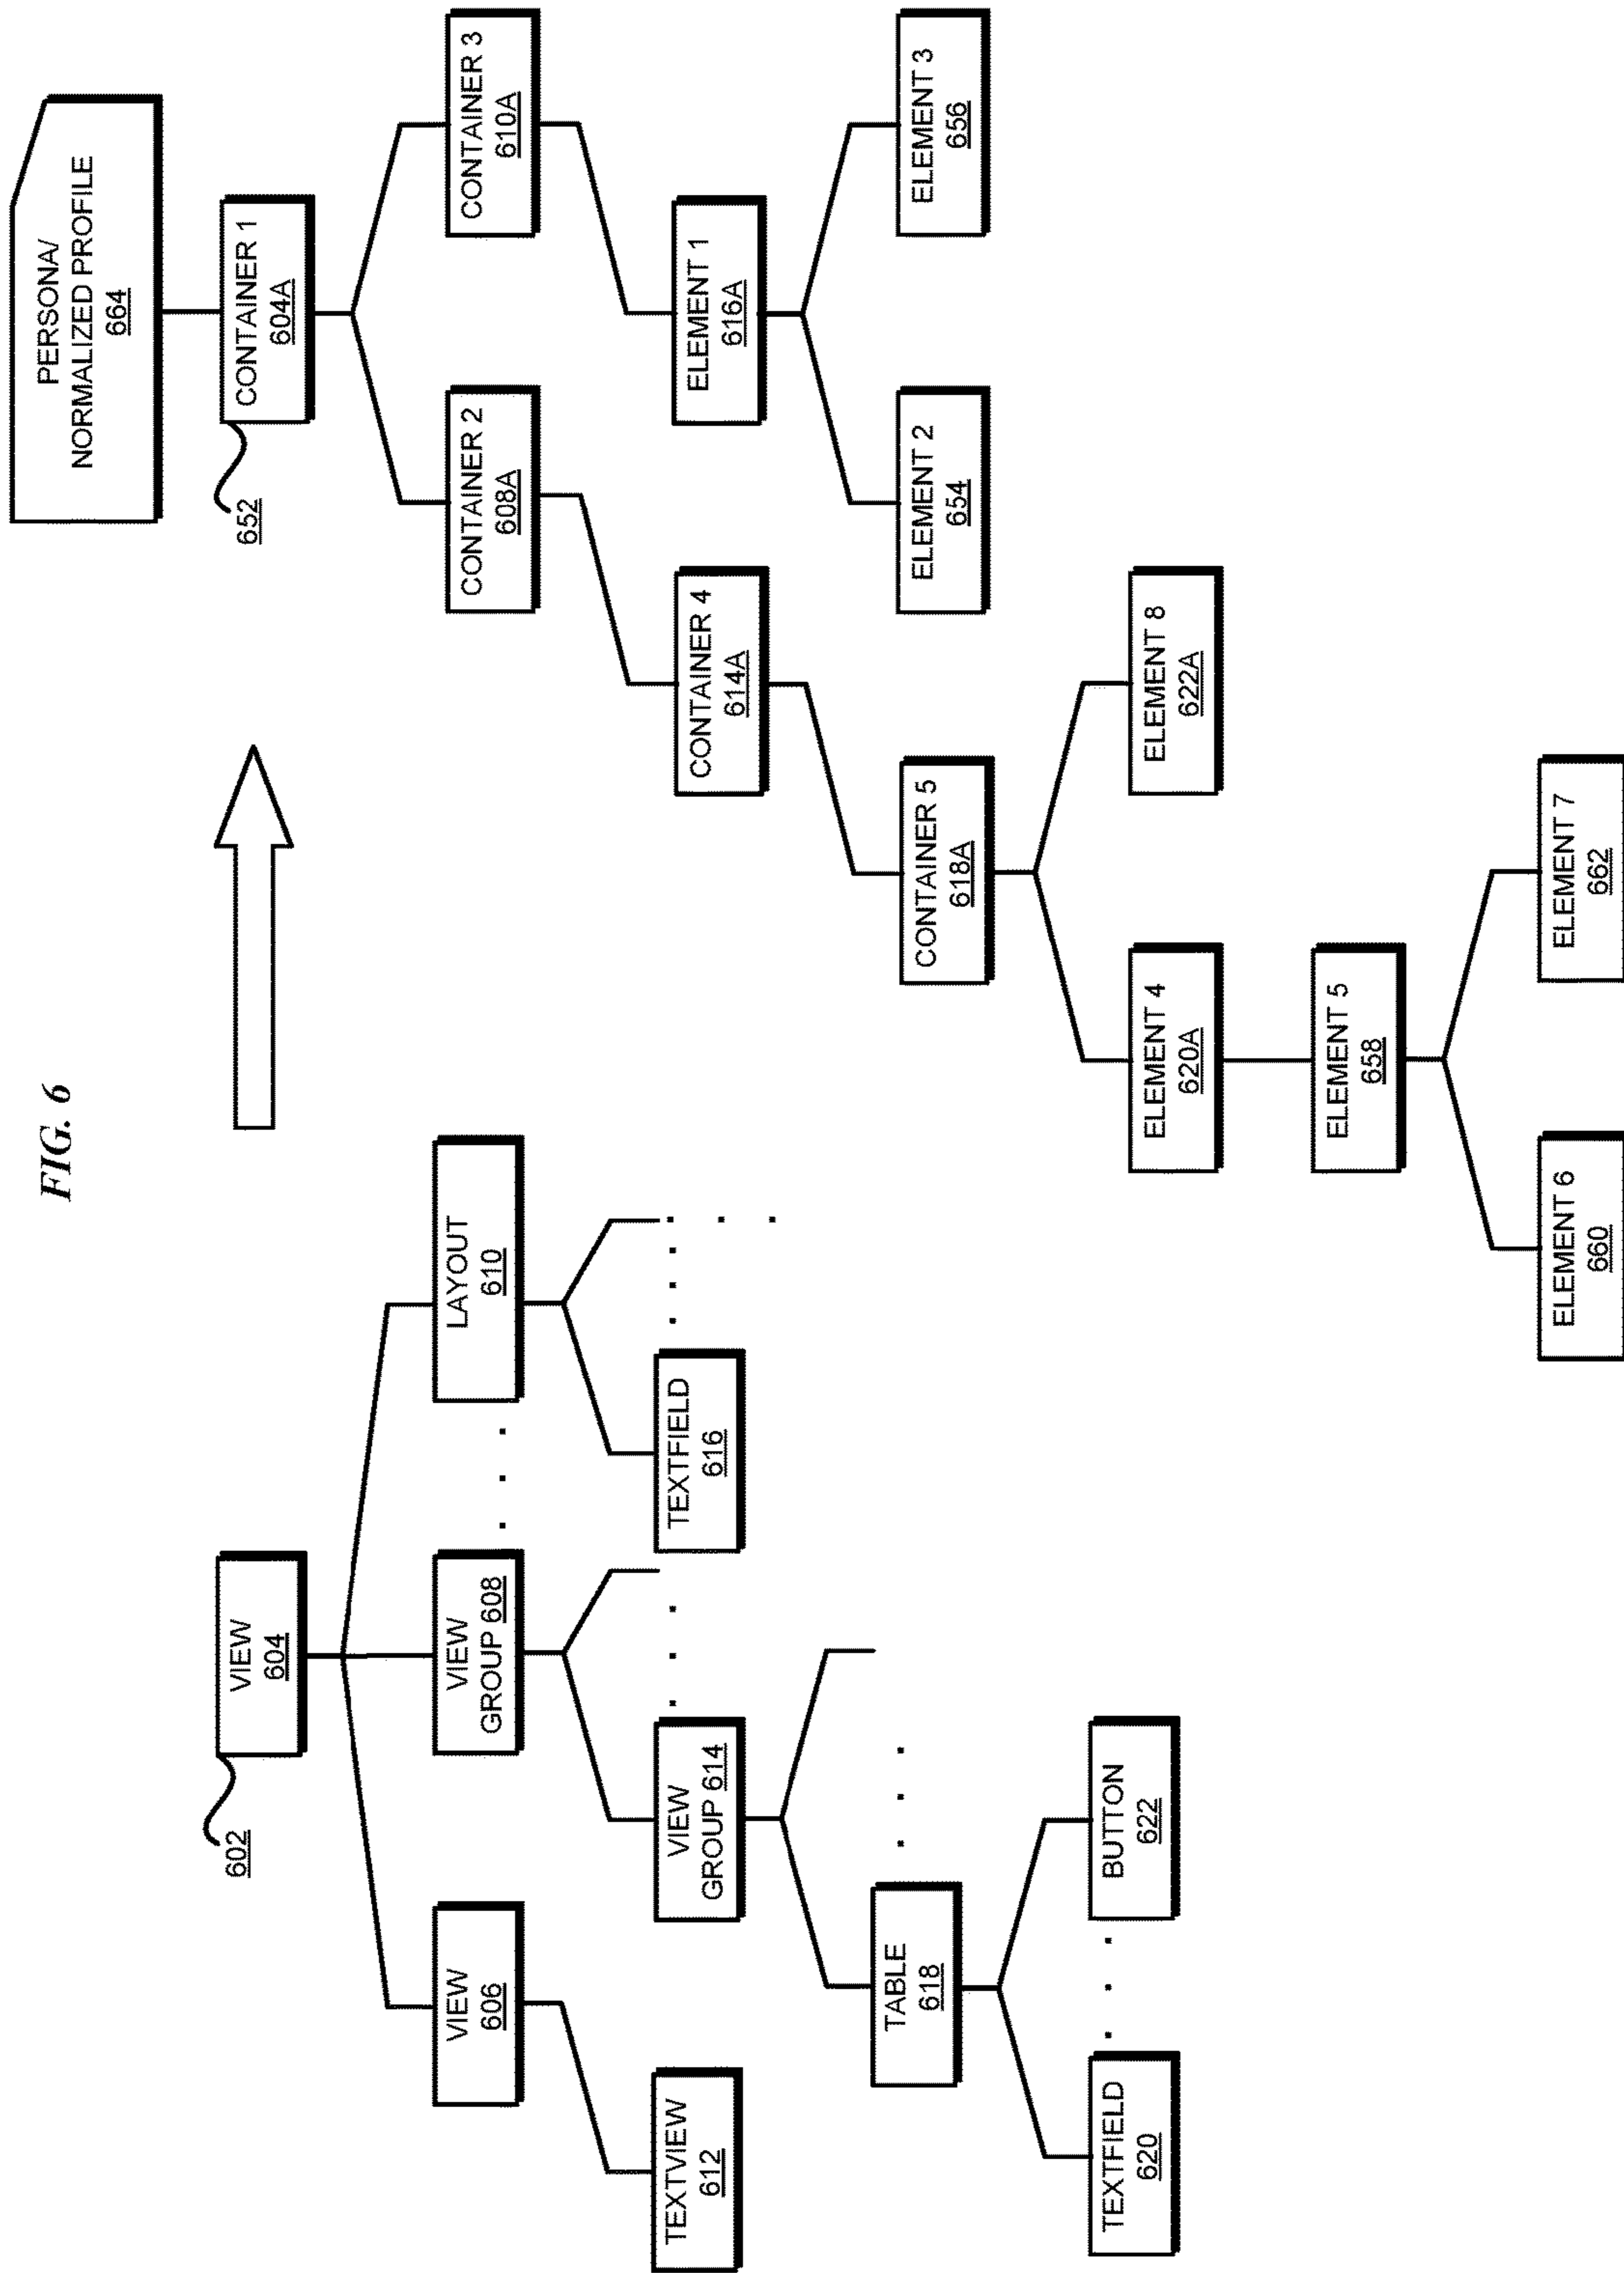 FIG. 6
602
VIEW
604
VIEW
606
VIEW
GROUP 608
LAYOUT
610
TEXTVIEW
612
VIEW
GROUP 614
TEXTFIELD
616
TABLE
618
TEXTFIELD
620
BUTTON
622
PERSONA/
NORMALIZED PROFILE
664
652
CONTAINER 1
604A
CONTAINER 2
608A
CONTAINER 3
610A
CONTAINER 4
614A
ELEMENT 1
616A
CONTAINER 5
618A
ELEMENT 2
654
ELEMENT 3
656
ELEMENT 4
620A
ELEMENT 8
622A
ELEMENT 5
658
ELEMENT 6
660
ELEMENT 7
662